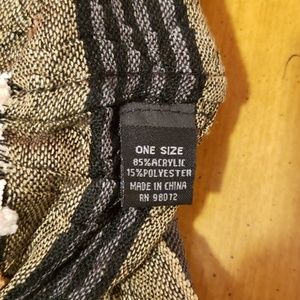 ONE SIZE
85%ACRYLIC
15%POLYESTER
MADE IN CHINA
RN 98072